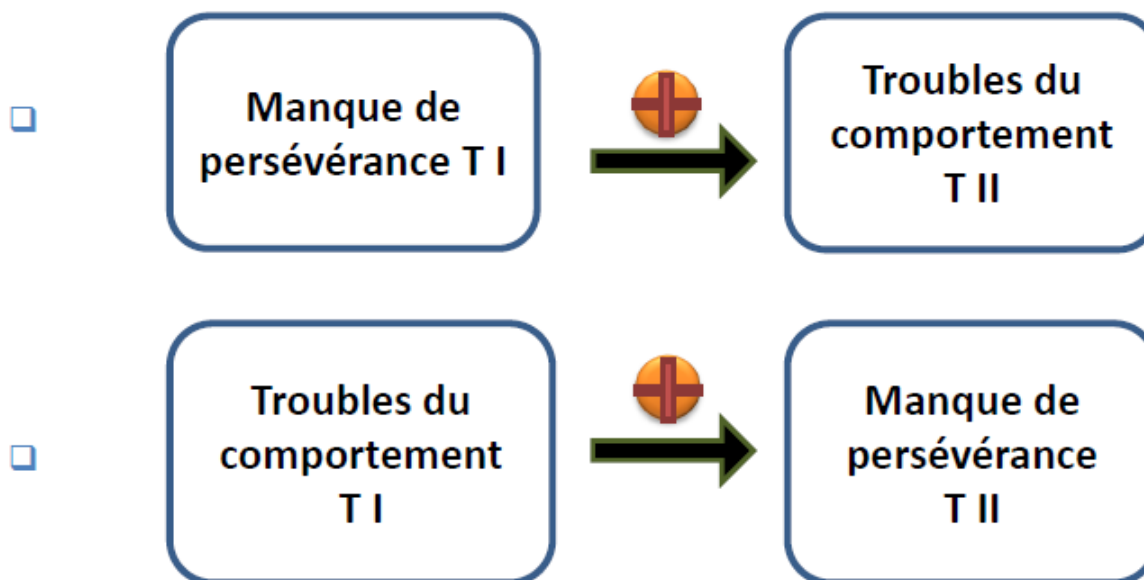 Manque de
persévérance T I
Troubles du
comportement
T II
Troubles du
comportement
T I
Manque de
persévérance
T II